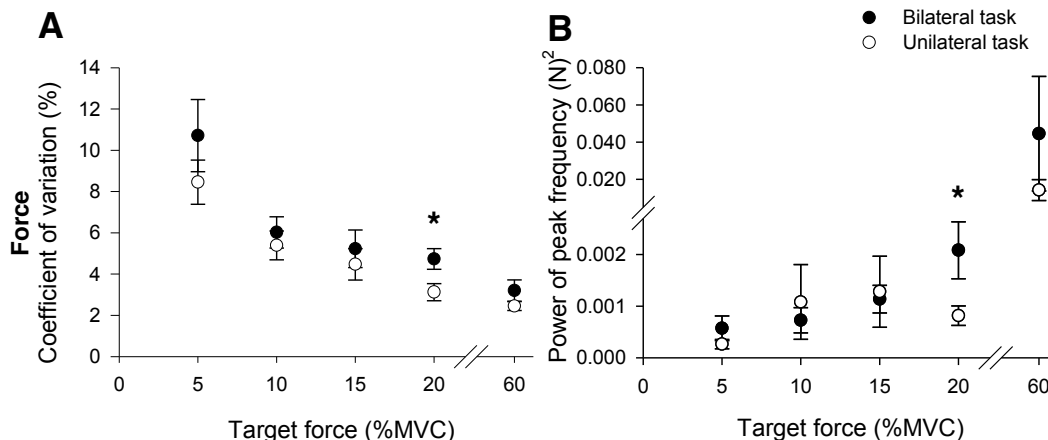 A
B
Bilateral task
Unilateral task
Force
Coefficient of variation (%)
14
12
10
8
6
4
2
0
*
0 5 10 15 20 60
Target force (%MVC)
Power of peak frequency (N)²
0.080
0.060
0.040
0.020
0.002
0.001
0.000
*
0 5 10 15 20 60
Target force (%MVC)